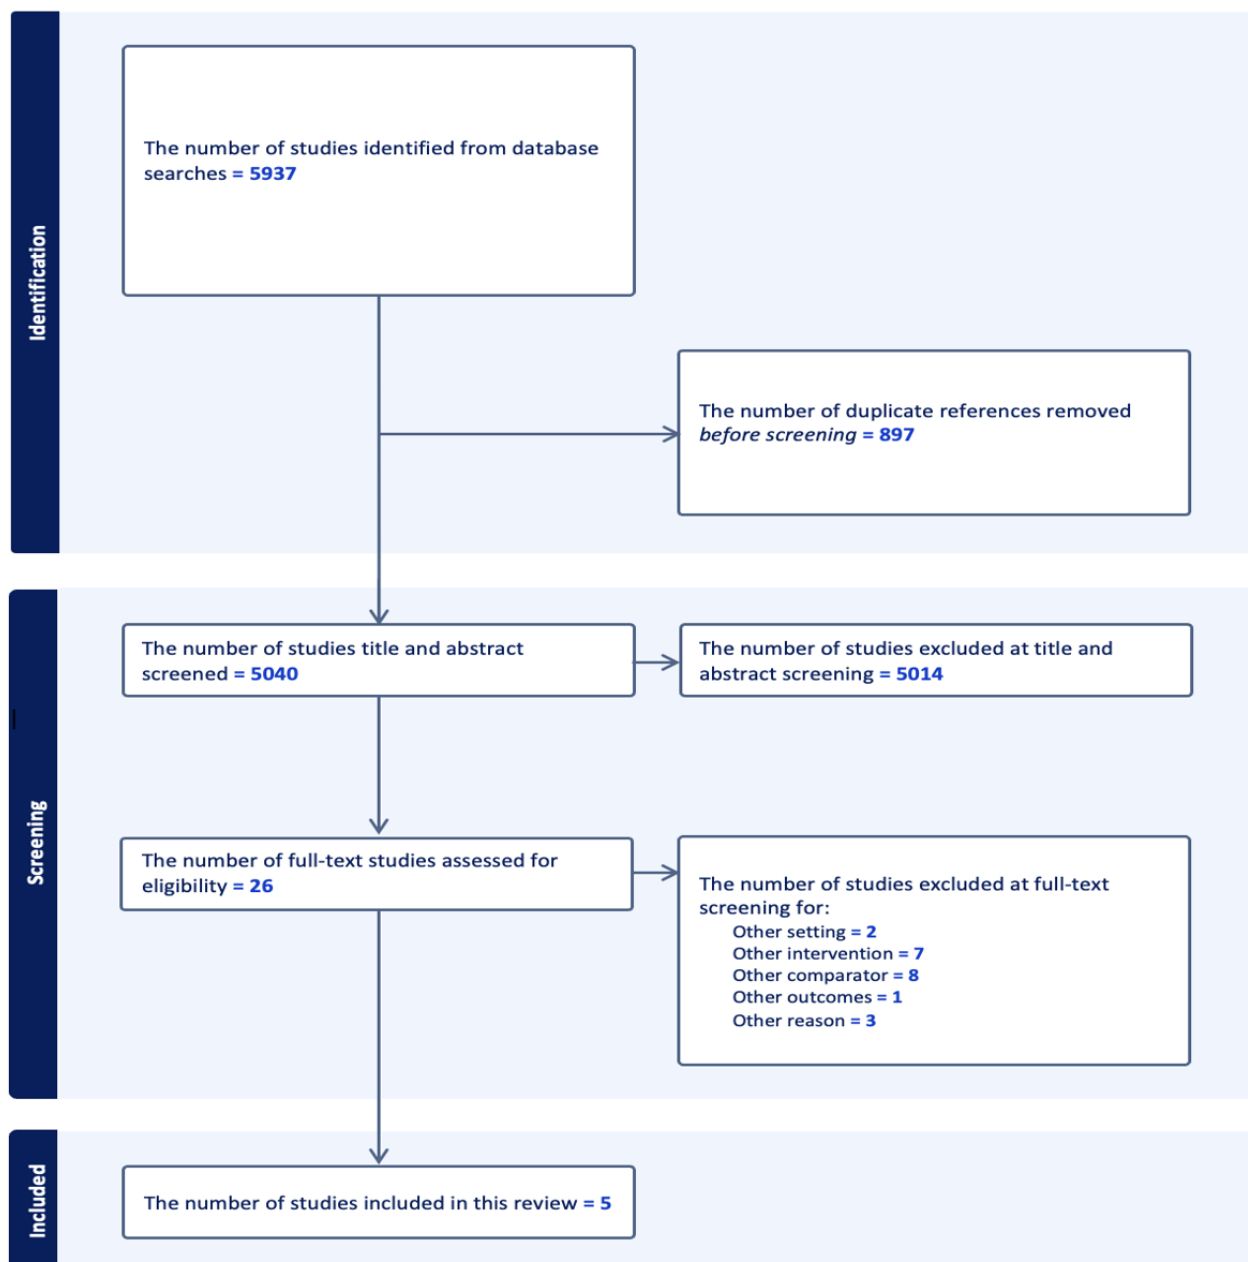 Identification
The number of studies identified from database
searches = 5937
The number of duplicate references removed
before screening = 897
Screening
The number of studies title and abstract
screened = 5040
The number of studies excluded at title and
abstract screening = 5014
The number of full-text studies assessed for
eligibility = 26
The number of studies excluded at full-text
screening for:
Other setting = 2
Other intervention = 7
Other comparator = 8
Other outcomes = 1
Other reason = 3
Included
The number of studies included in this review = 5